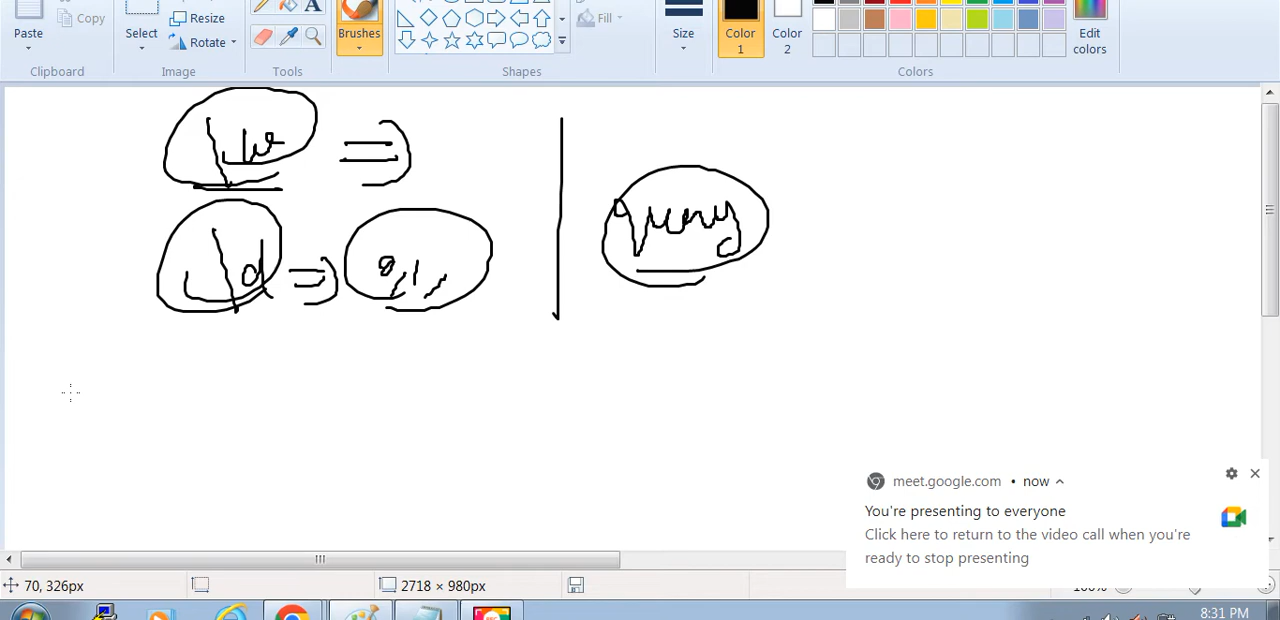 Paste
Select
Resize
Rotate
A
Brushes
Fill
Size
Color 1
Color 2
Edit colors
Clipboard
Image
Tools
Shapes
Colors
meet.google.com • now
You're presenting to everyone
Click here to return to the video call when you're
ready to stop presenting
Copy
70, 326px
2718 × 980px
100%
8:31 PM